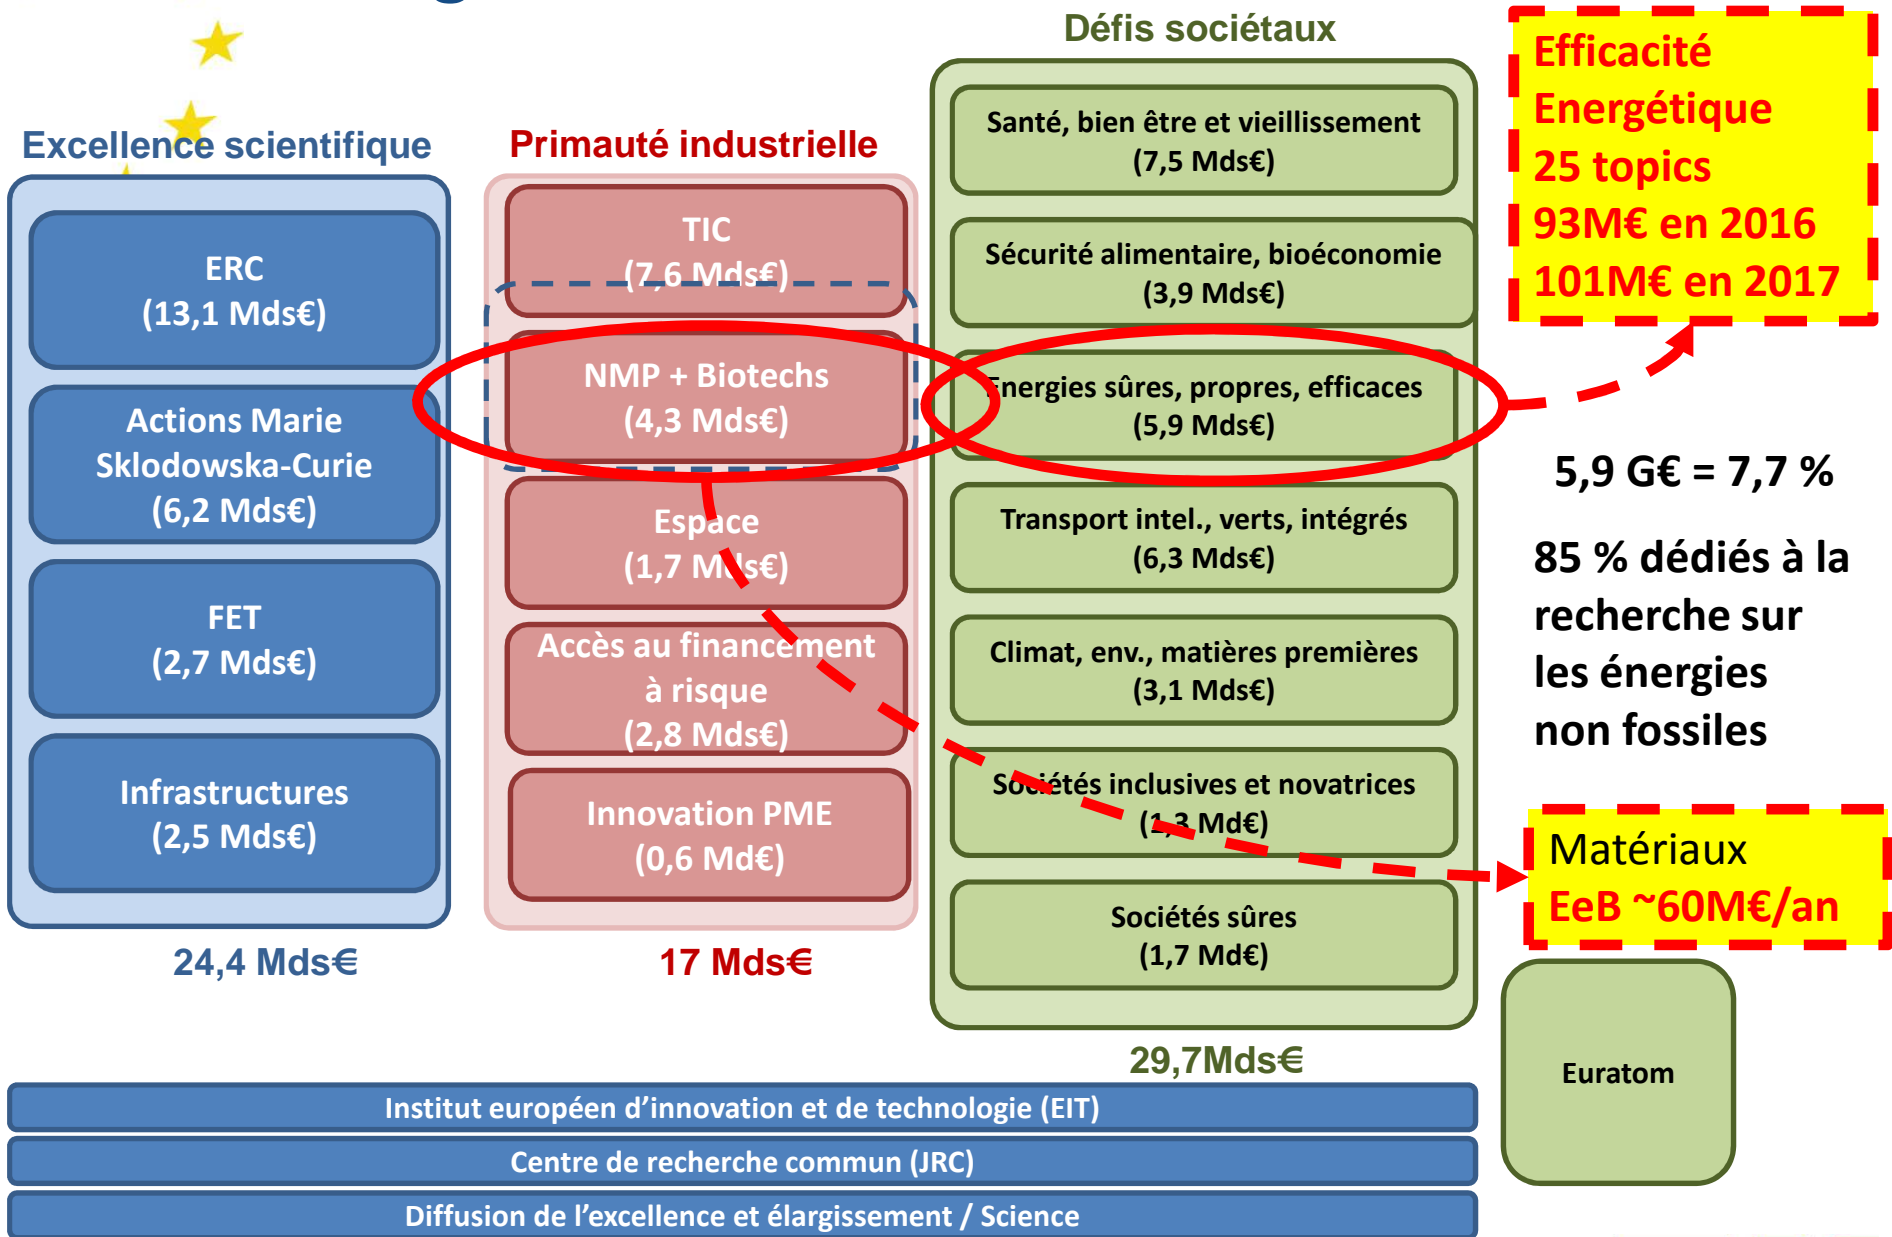 Excellence scientifique
ERC
(13,1 Mds€)
Actions Marie
Sklodowska-Curie
(6,2 Mds€)
FET
(2,7 Mds€)
Infrastructures
(2,5 Mds€)
24,4 Mds€
Primauté industrielle
TIC
(7,6 Mds€)
NMP + Biotechs
(4,3 Mds€)
Espace
(1,7 Mds€)
Accès au financement
à risque
(2,8 Mds€)
Innovation PME
(0,6 Md€)
17 Mds€
Défis sociétaux
Santé, bien être et vieillissement
(7,5 Mds€)
Sécurité alimentaire, bioéconomie
(3,9 Mds€)
Energies sûres, propres, efficaces
(5,9 Mds€)
Transport intel., verts, intégrés
(6,3 Mds€)
Climat, env., matières premières
(3,1 Mds€)
Sociétés inclusives et novatrices
(1,3 Md€)
Sociétés sûres
(1,7 Md€)
29,7Mds€
Efficacité
Energétique
25 topics
93M€ en 2016
101M€ en 2017
5,9 G€ = 7,7 %
85 % dédiés à la
recherche sur
les énergies
non fossiles
Matériaux
EeB ~60M€/an
Euratom
Institut européen d’innovation et de technologie (EIT)
Centre de recherche commun (JRC)
Diffusion de l’excellence et élargissement / Science